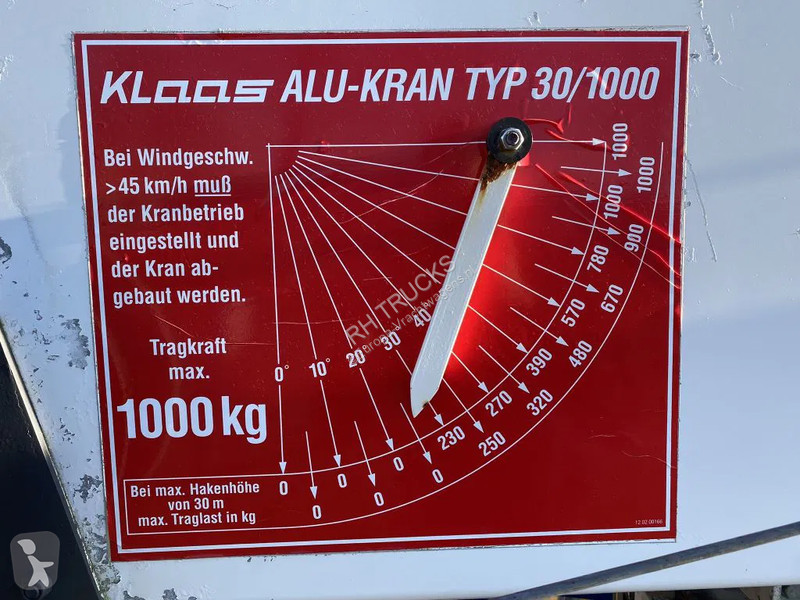 KLaas ALU-KRAN TYP 30/1000
Bei Windgeschw.
>45 km/h muß
der Kranbetrieb
eingestellt und
der Kran ab-
gebaut werden.
Tragkraft
max.
1000 kg
0° 10° 20° 30 40
1000
1000
1000
900
780
670
570
480
390
320
270
250
230
0
0
0
0
0
0
Bei max. Hakenhöhe
von 30 m
max. Traglast in kg
RH TRUCKS
12 02 00166